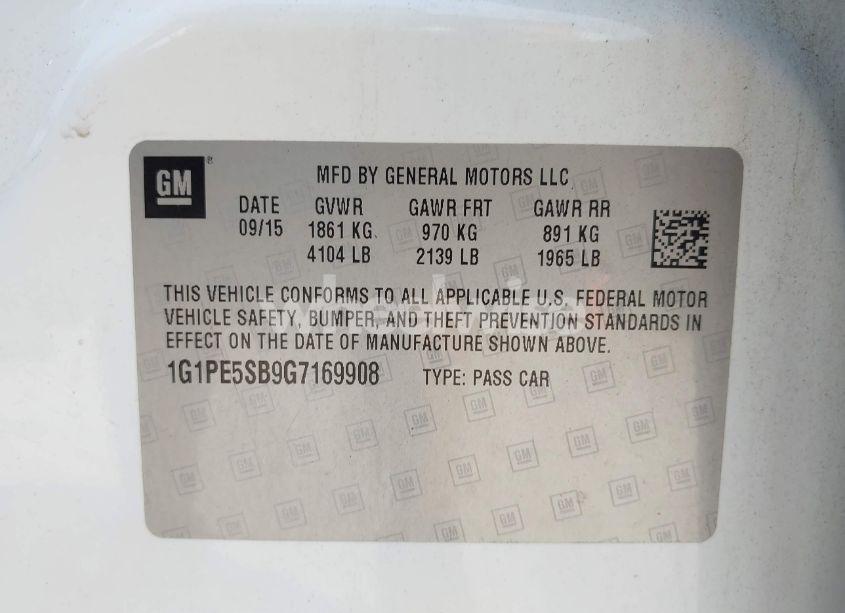 GM ®
MFD BY GENERAL MOTORS LLC
DATE GVWR GAWR FRT GAWR RR
09/15 1861 KG 970 KG 891 KG
4104 LB 2139 LB 1965 LB
THIS VEHICLE CONFORMS TO ALL APPLICABLE U.S. FEDERAL MOTOR
VEHICLE SAFETY, BUMPER, AND THEFT PREVENTION STANDARDS IN
EFFECT ON THE DATE OF MANUFACTURE SHOWN ABOVE.
1G1PE5SB9G7169908 TYPE: PASS CAR